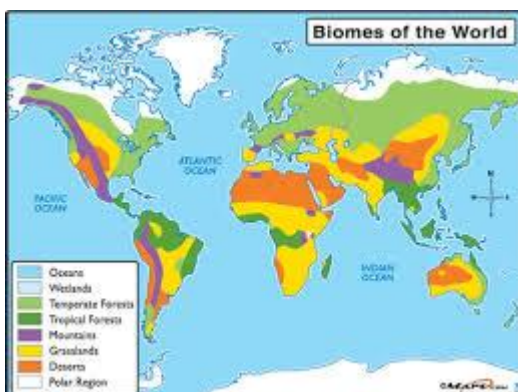 Biomes of the World
ATLANTIC
OCEAN
PACIFIC
OCEAN
INDIAN
OCEAN
N
W
E
S
Oceans
Wetlands
Temperate Forests
Tropical Forests
Mountains
Grasslands
Deserts
Polar Region